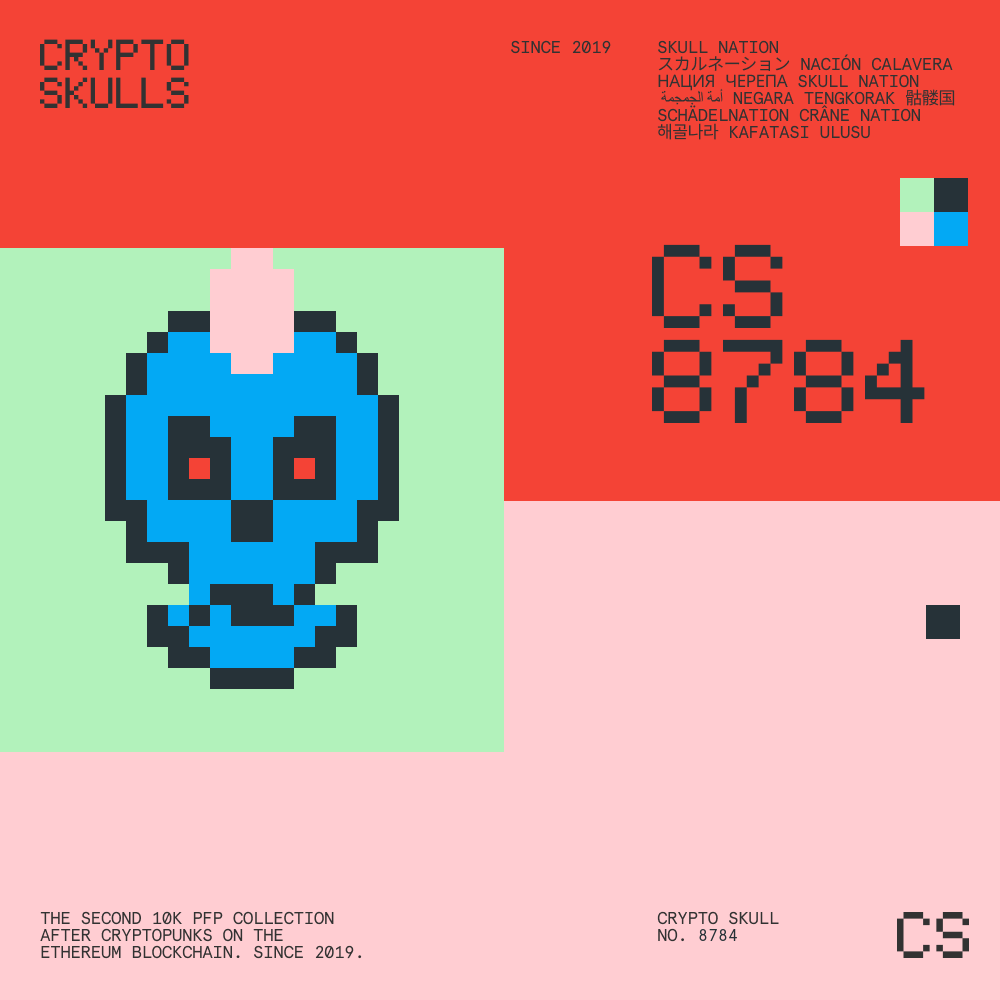 CRYPTO
SKULLS
SINCE 2019
SKULL NATION
スカルネーション NACIÓN CALAVERA
НАЦИЯ ЧЕРЕПА SKULL NATION
أمة الجمجمة NEGARA TENGKORAK 骷髅国
SCHÄDELNATION CRÂNE NATION
해골나라 KAFATASI ULUSU
CS
8784
THE SECOND 10K PFP COLLECTION
AFTER CRYPTOPUNKS ON THE
ETHEREUM BLOCKCHAIN. SINCE 2019.
CRYPTO SKULL
NO. 8784
CS